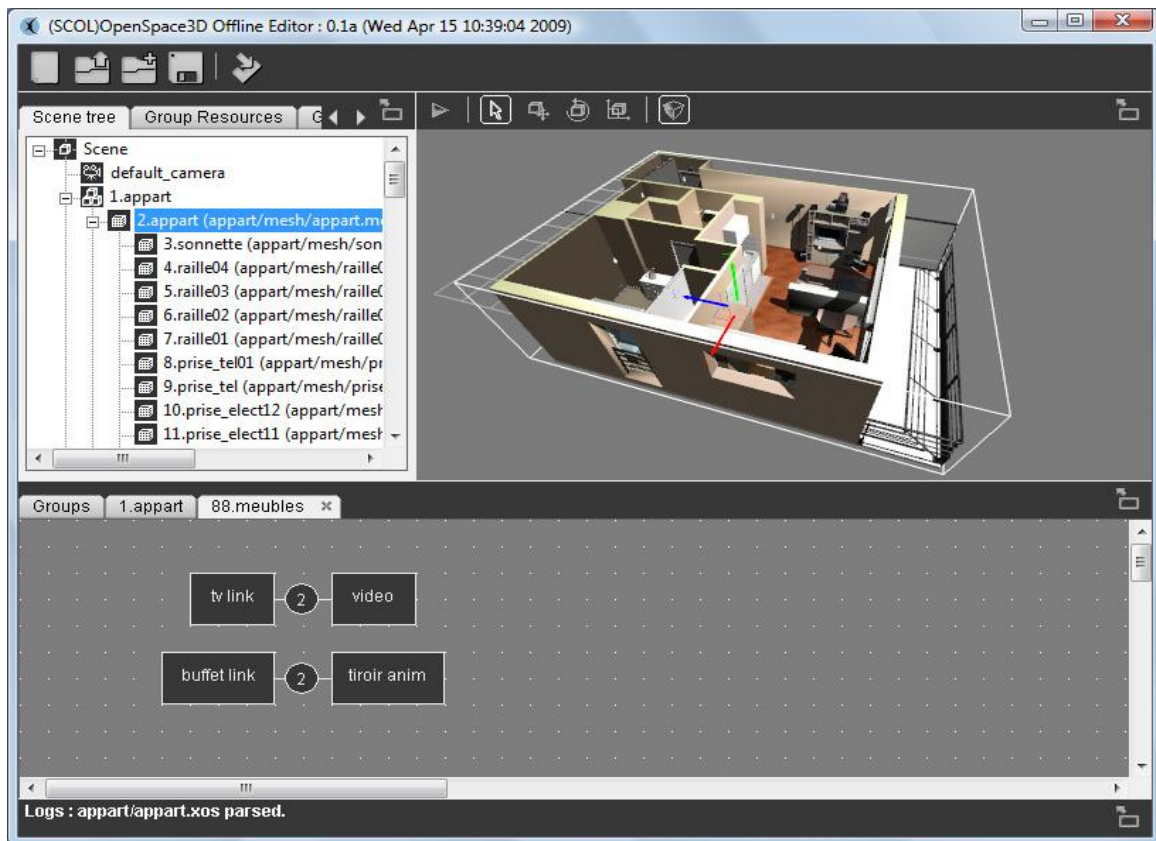 (SCOL)OpenSpace3D Offline Editor : 0.1a (Wed Apr 15 10:39:04 2009)
Scene tree Group Resources G
Scene
default_camera
1.appart
2.appart (appart/mesh/appart.m
3.sonnette (appart/mesh/son
4.raille04 (appart/mesh/raille
5.raille03 (appart/mesh/raille
6.raille02 (appart/mesh/raille
7.raille01 (appart/mesh/raille
8.prise_tel01 (appart/mesh/pr
9.prise_tel (appart/mesh/prise
10.prise_elect12 (appart/mesh
11.prise_elect11 (appart/mesh
Groups 1.appart 88.meubles
tv link 2 video
buffet link 2 tiroir anim
Logs : appart/appart.xos parsed.